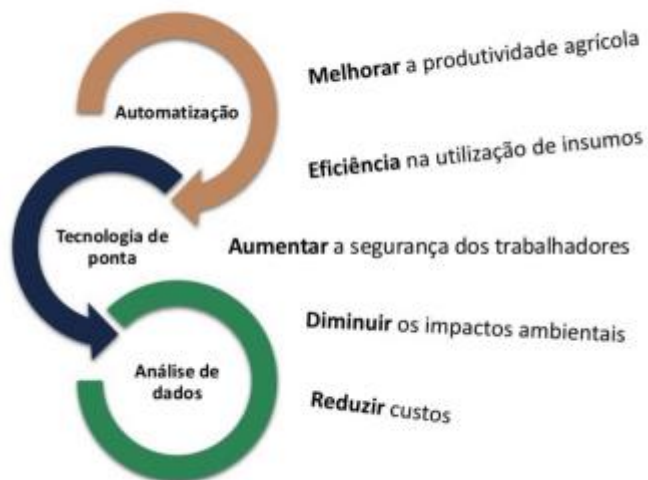 Automatização
Tecnologia de
ponta
Análise de
dados
Melhorar a produtividade agrícola
Eficiência na utilização de insumos
Aumentar a segurança dos trabalhadores
Diminuir os impactos ambientais
Reduzir custos